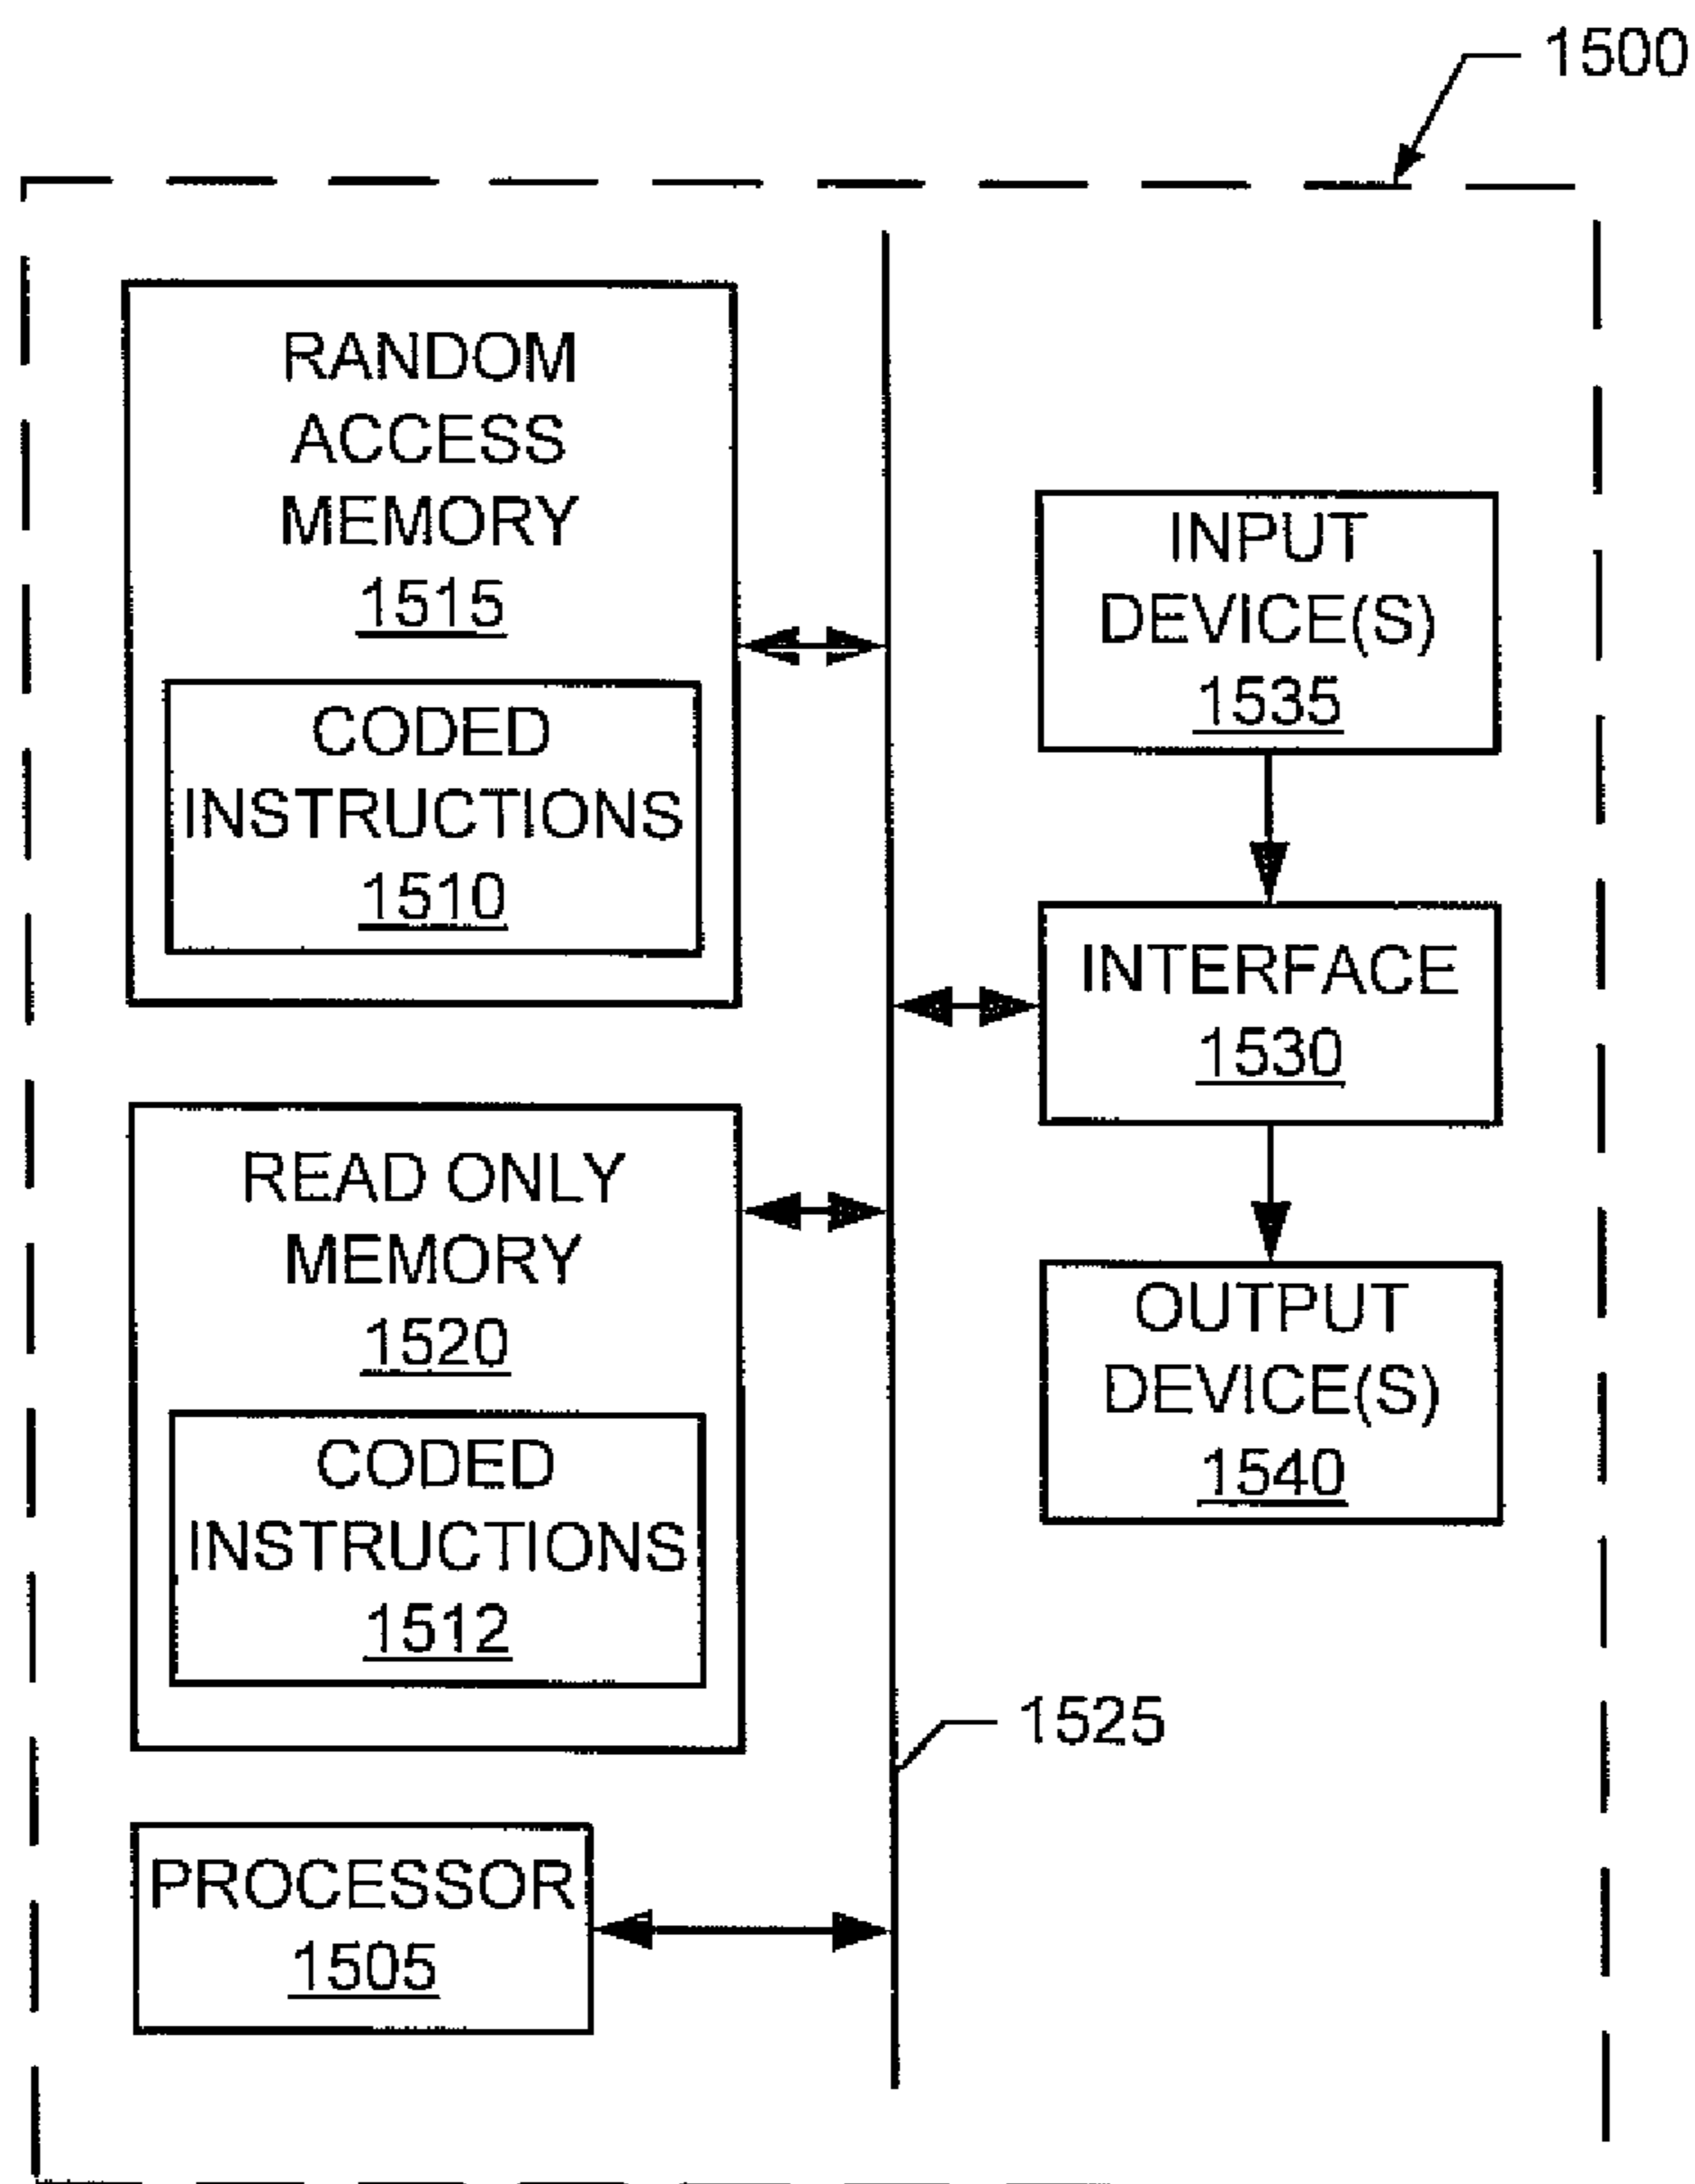 1500
RANDOM
ACCESS
MEMORY
1515
CODED
INSTRUCTIONS
1510
READ ONLY
MEMORY
1520
CODED
INSTRUCTIONS
1512
PROCESSOR
1505
INPUT
DEVICE(S)
1535
INTERFACE
1530
OUTPUT
DEVICE(S)
1540
1525